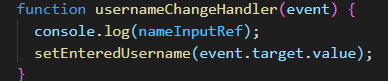 function usernameChangeHandler(event) {
  console.log(nameInputRef);
  setEnteredUsername(event.target.value);
}